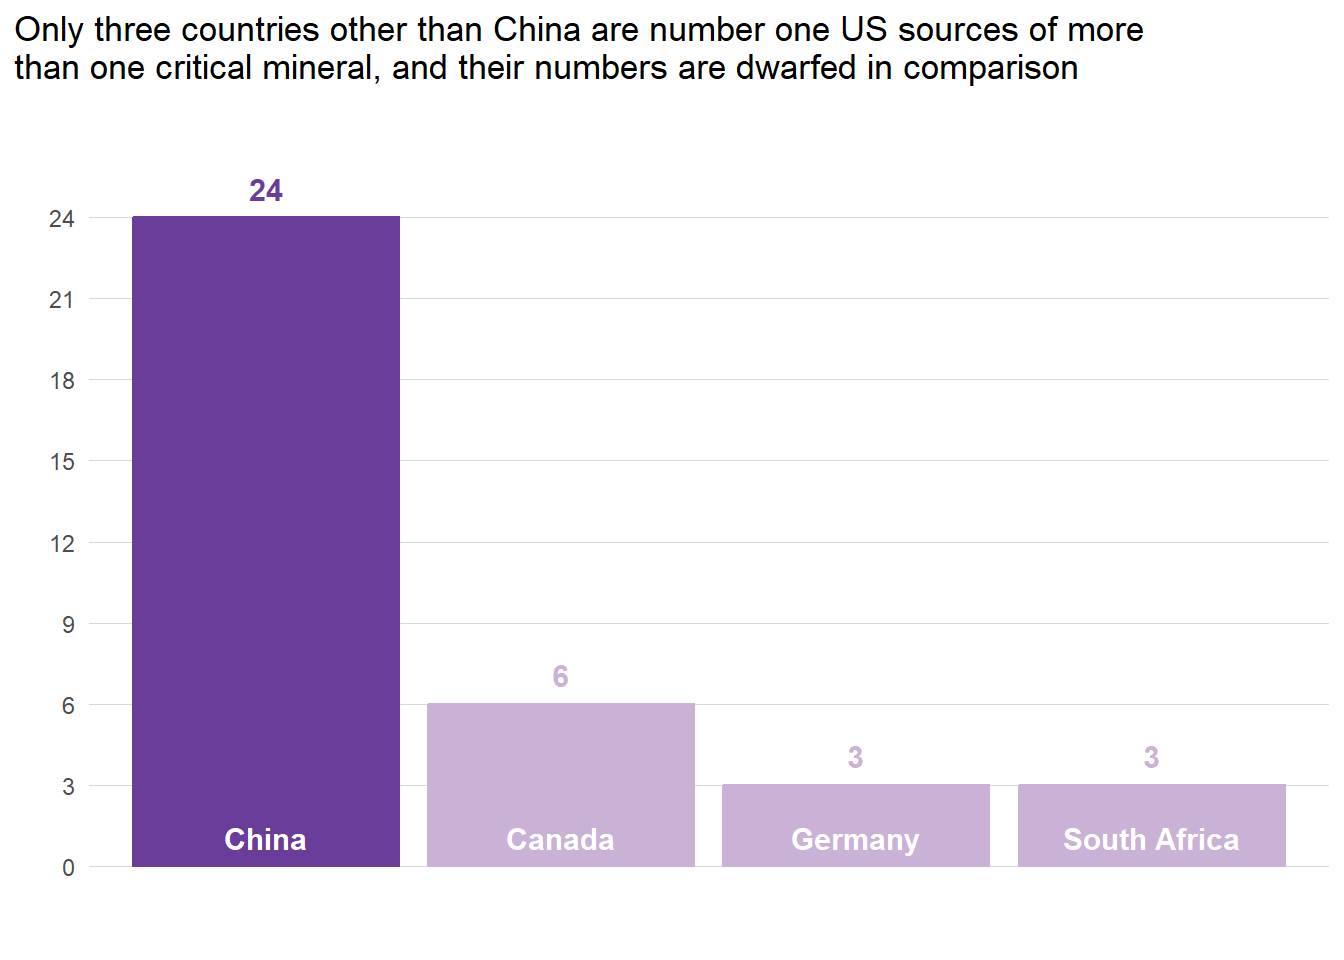 Only three countries other than China are number one US sources of more
than one critical mineral, and their numbers are dwarfed in comparison
24
24
21
18
15
12
9
6
3
0
6
3
3
China
Canada
Germany
South Africa